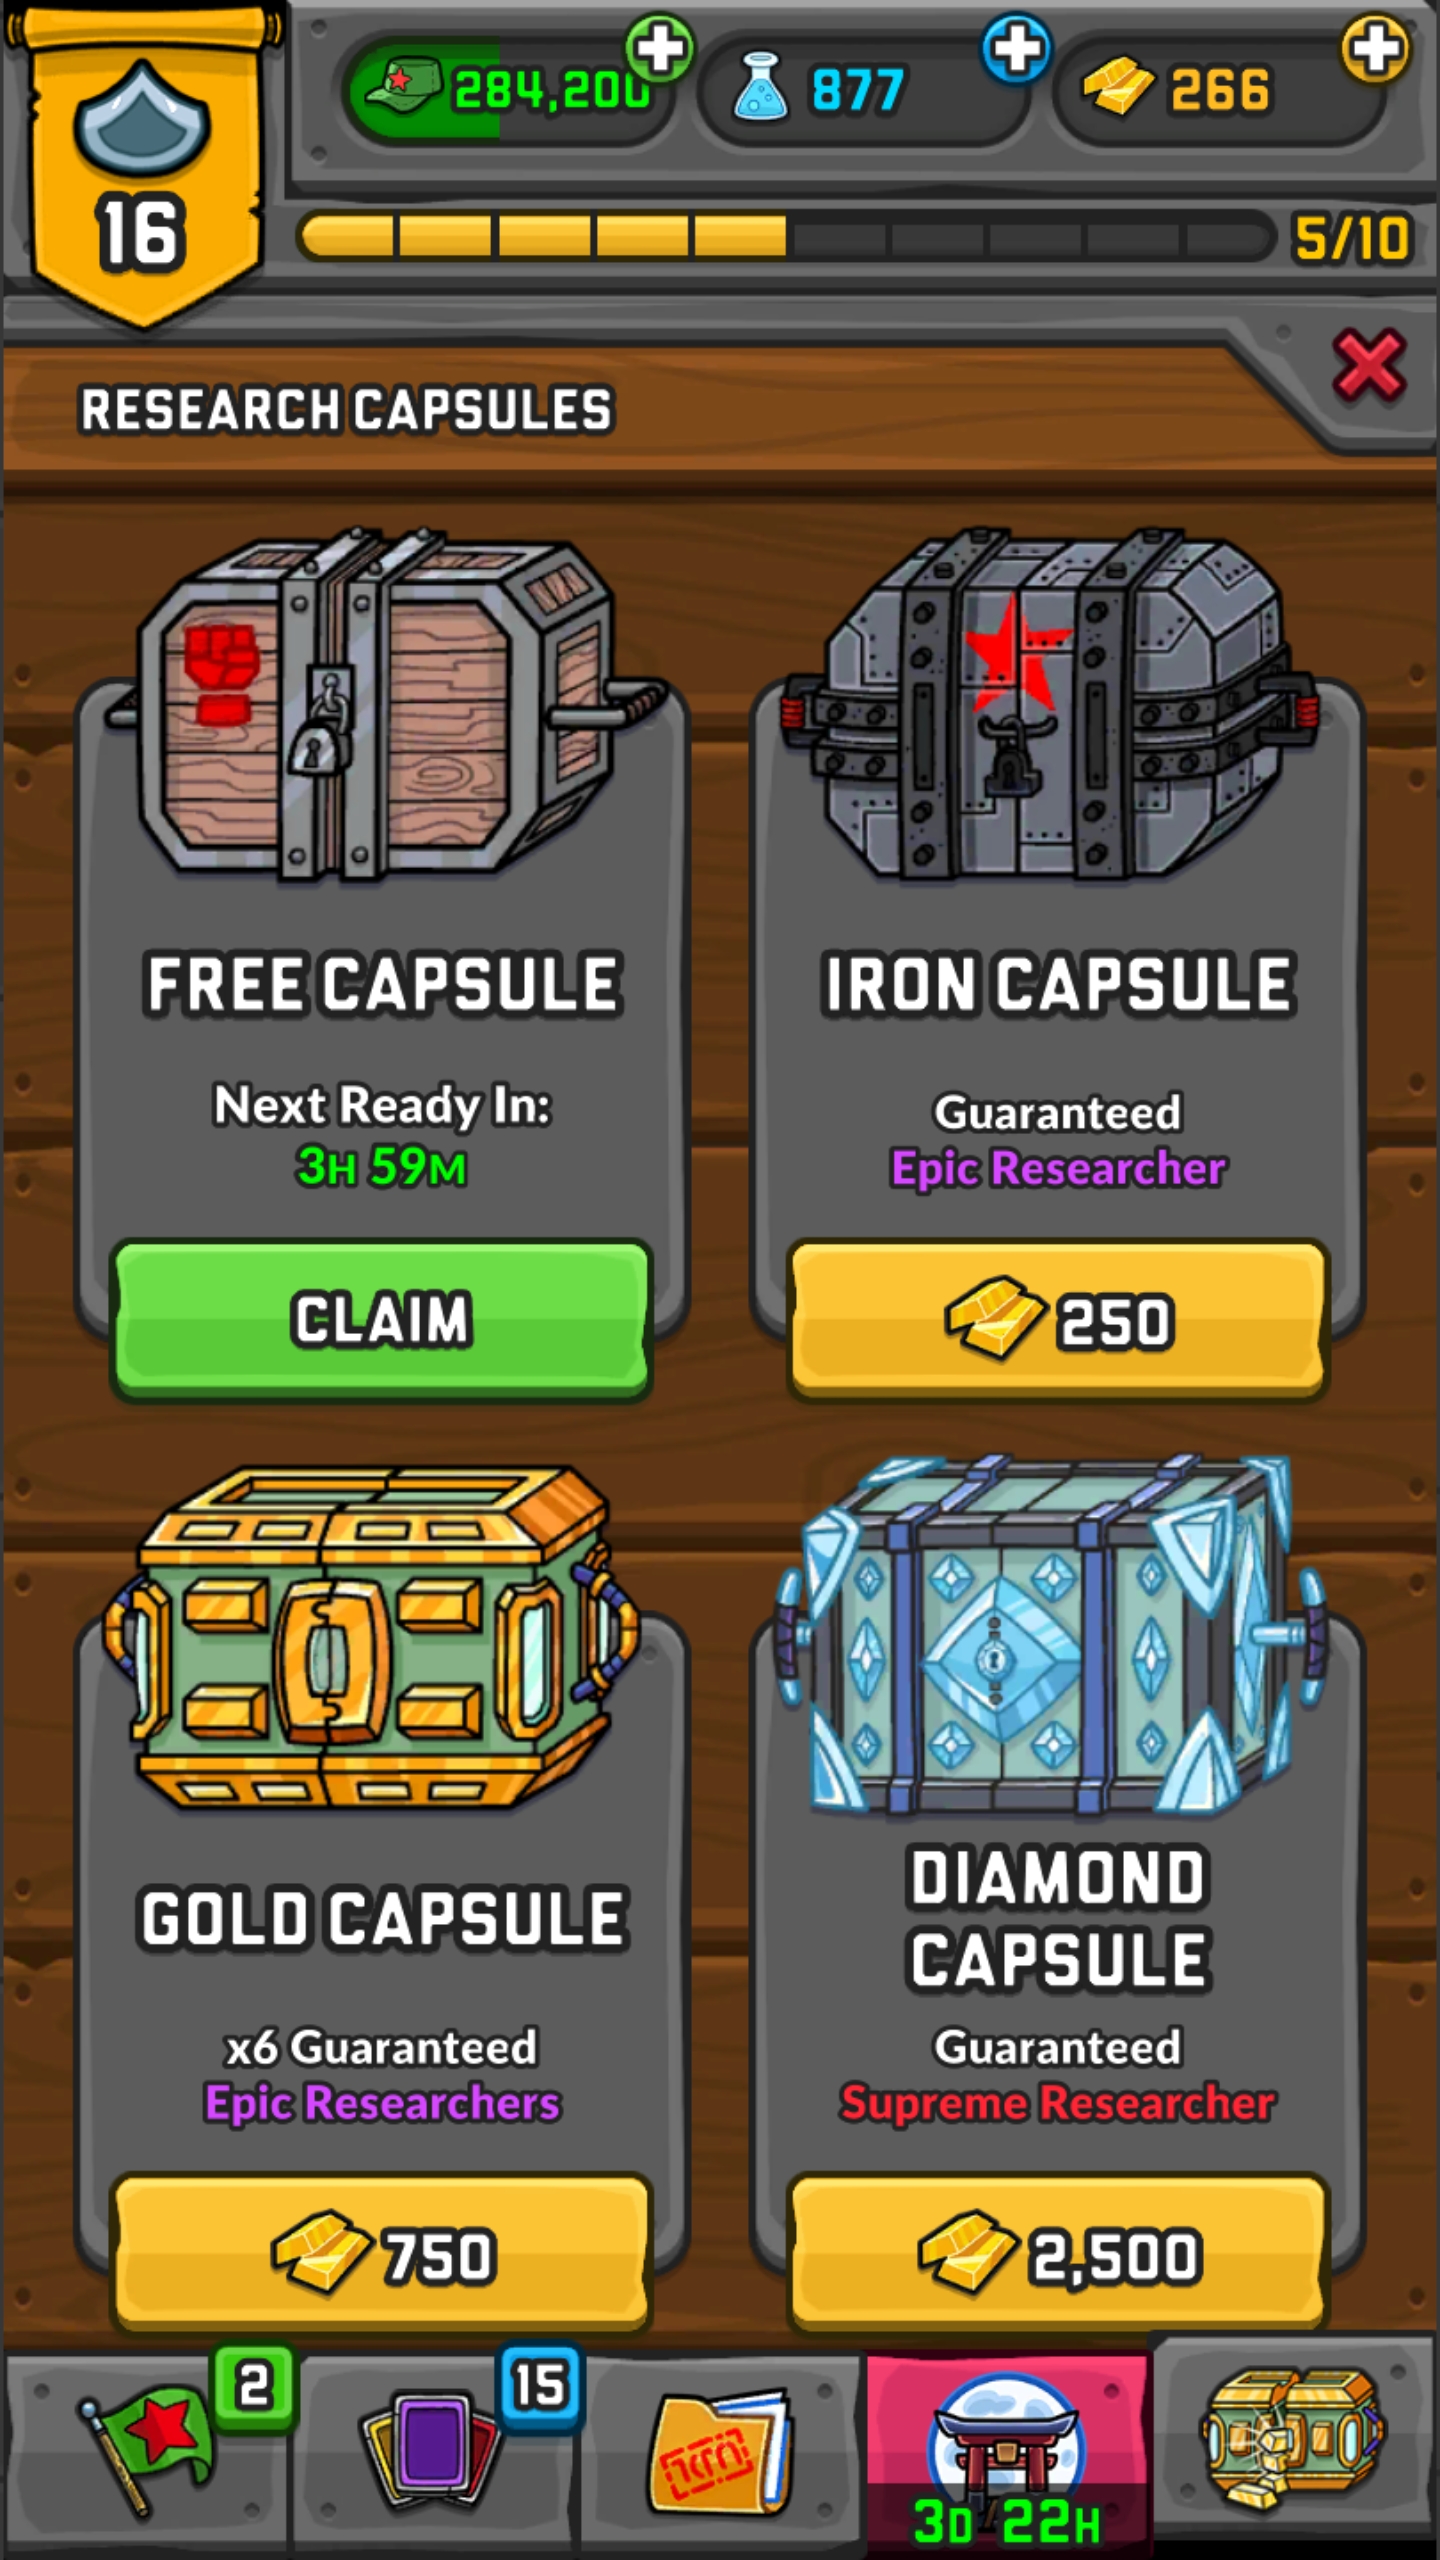 284,200
877
266
16
5/10
RESEARCH CAPSULES
FREE CAPSULE
Next Ready In:
3H 59M
CLAIM
IRON CAPSULE
Guaranteed
Epic Researcher
250
GOLD CAPSULE
x6 Guaranteed
Epic Researchers
750
DIAMOND
CAPSULE
Guaranteed
Supreme Researcher
2,500
2
15
3D 22H